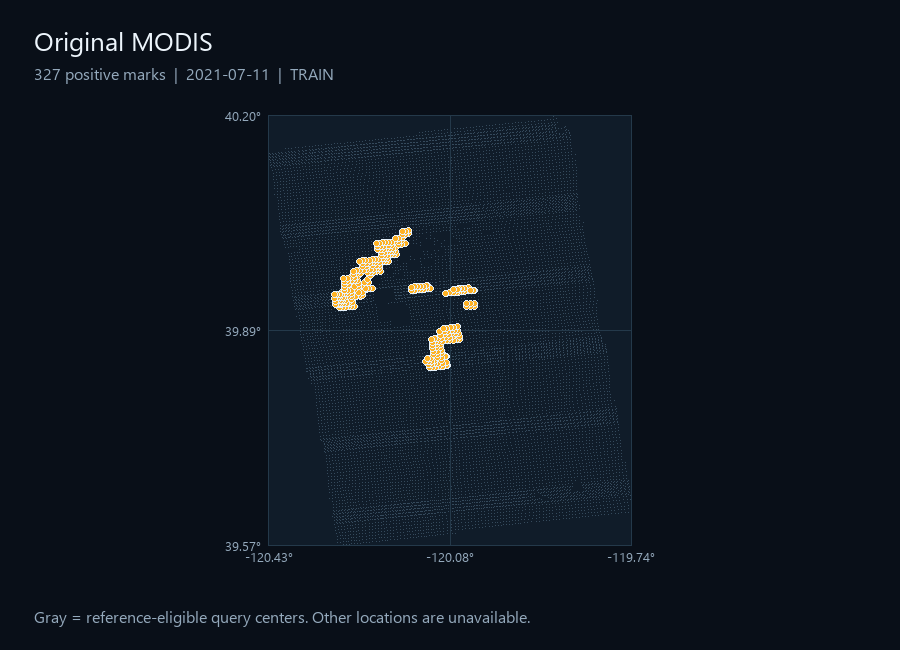 Original MODIS
327 positive marks | 2021-07-11 | TRAIN
40.20°
39.89°
39.57°
-120.43°
-120.08°
-119.74°
Gray = reference-eligible query centers. Other locations are unavailable.